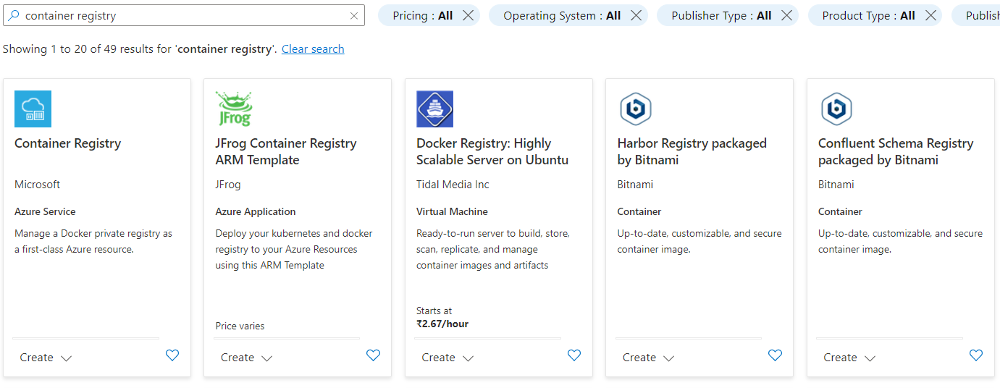 container registry
Pricing : All
Operating System : All
Publisher Type : All
Product Type : All
Publish
Showing 1 to 20 of 49 results for 'container registry'. Clear search
Container Registry
Microsoft
Azure Service
Manage a Docker private registry as
a first-class Azure resource.
Create
JFrog
JFrog Container Registry
ARM Template
JFrog
Azure Application
Deploy your kubernetes and docker
registry to your Azure Resources
using this ARM Template
Price varies
Create
Docker Registry: Highly
Scalable Server on Ubuntu
Tidal Media Inc
Virtual Machine
Ready-to-run server to build, store,
scan, replicate, and manage
container images and artifacts
Starts at
₹2.67/hour
Create
b
Harbor Registry packaged
by Bitnami
Bitnami
Container
Up-to-date, customizable, and secure
container image.
Create
b
Confluent Schema Registry
packaged by Bitnami
Bitnami
Container
Up-to-date, customizable, and secure
container image.
Create